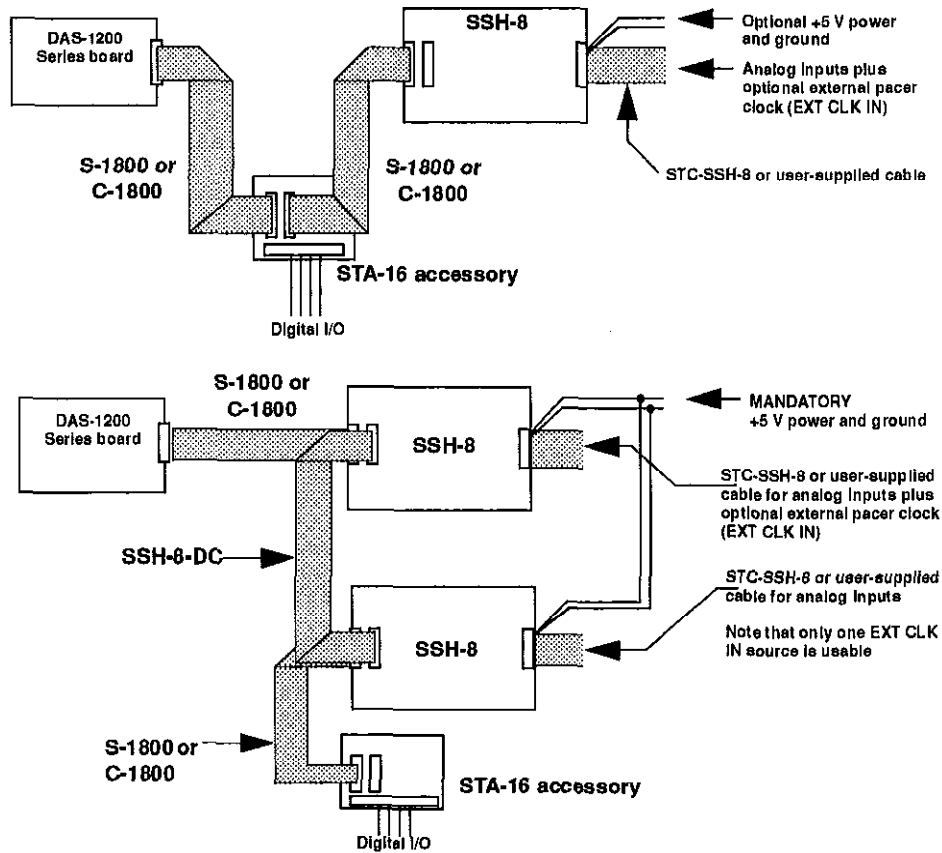 DAS-1200
Series board
SSH-8
Optional +5 V power
and ground
Analog Inputs plus
optional external pacer
clock (EXT CLK IN)
S-1800 or
C-1800
S-1800 or
C-1800
STC-SSH-8 or user-supplied cable
STA-16 accessory
Digital I/O
S-1800 or
C-1800
DAS-1200
Series board
SSH-8
MANDATORY
+5 V power and ground
STC-SSH-8 or user-supplied
cable for analog Inputs plus
optional external pacer clock
(EXT CLK IN)
SSH-8-DC
STC-SSH-8 or user-supplied
cable for analog Inputs
Note that only one EXT CLK
IN source is usable
SSH-8
S-1800 or
C-1800
STA-16 accessory
Digital I/O